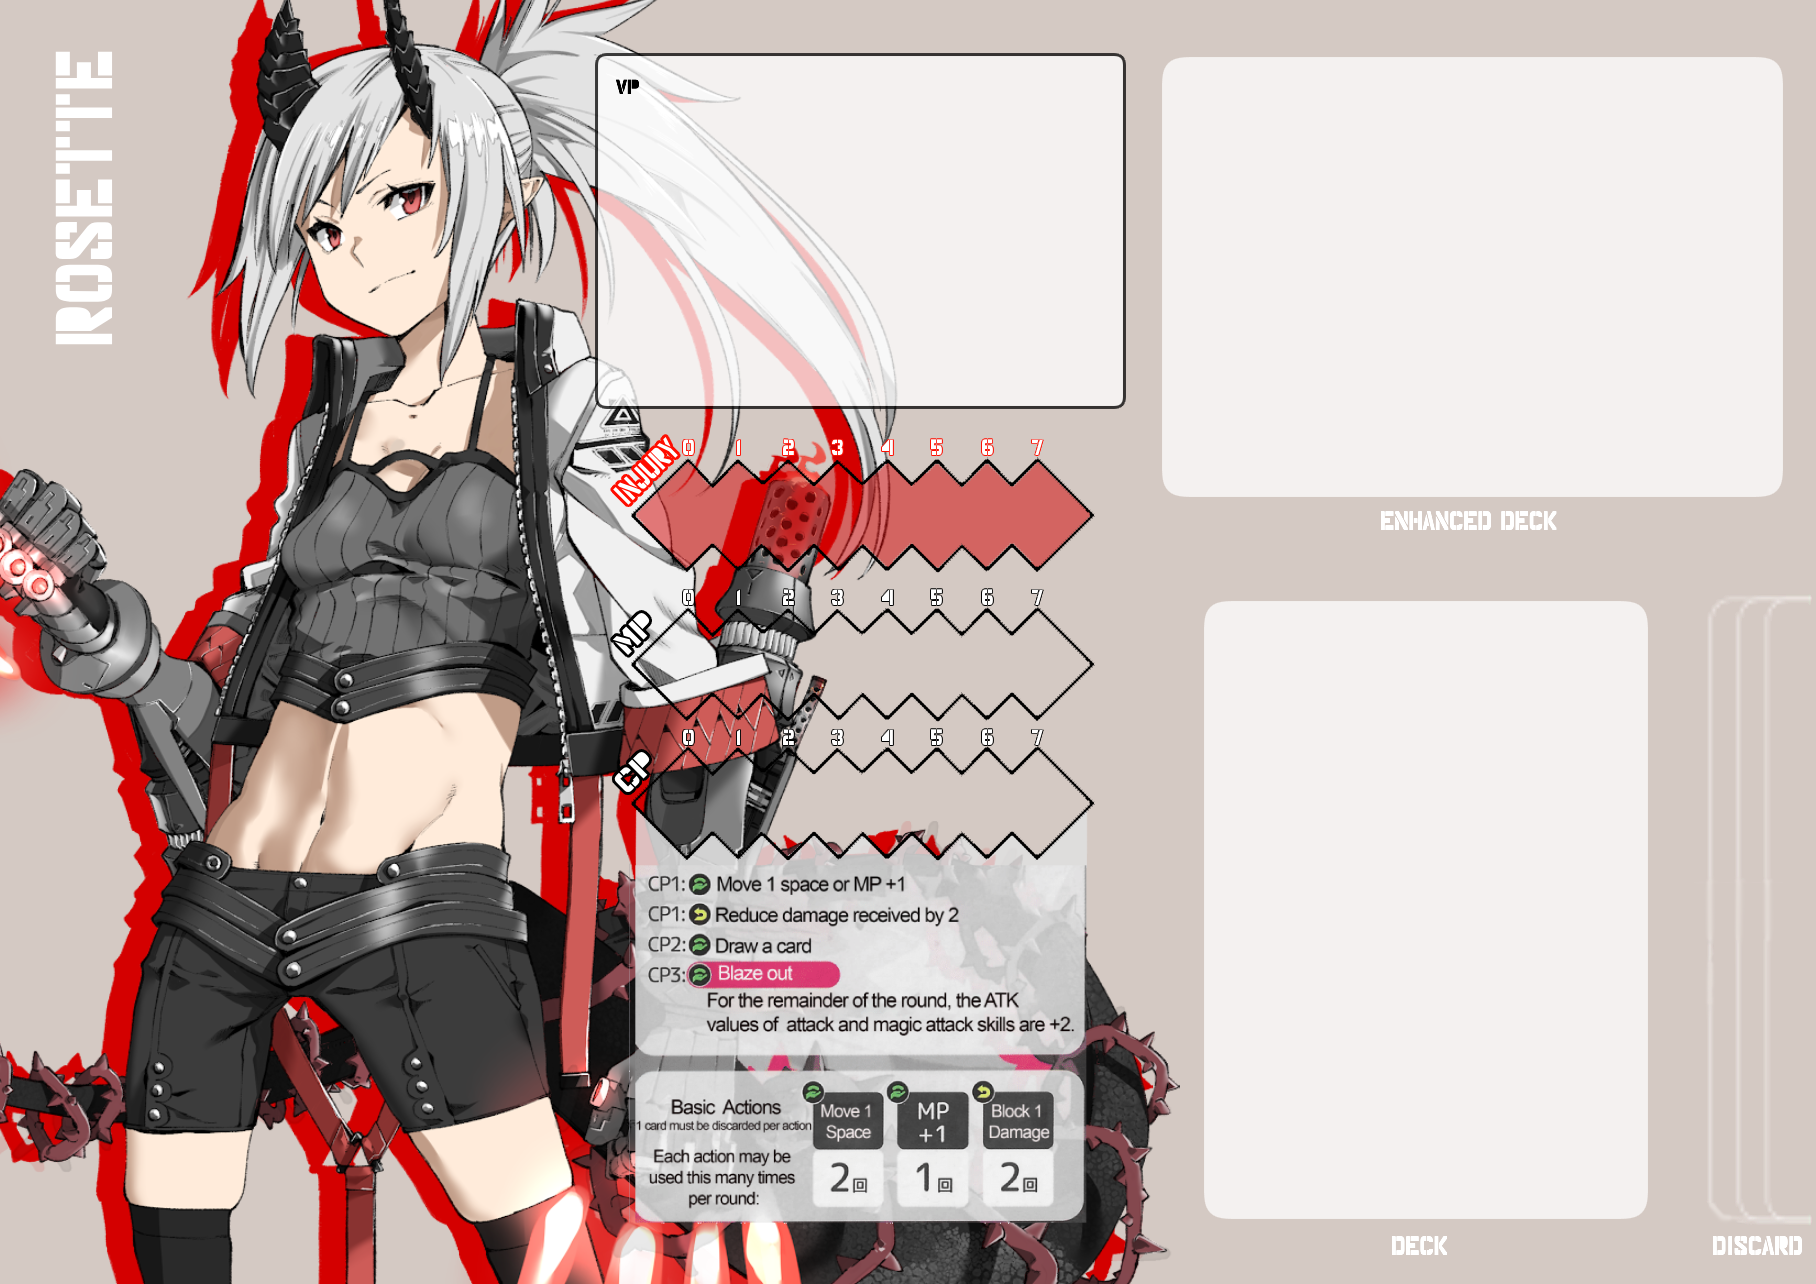 ROSETTE
VP
INJURY
0 1 2 3 4 5 6 7
MP
0 1 2 3 4 5 6 7
CP
0 1 2 3 4 5 6 7
CP1: Move 1 space or MP +1
CP1: Reduce damage received by 2
CP2: Draw a card
CP3: Blaze out
For the remainder of the round, the ATK
values of attack and magic attack skills are +2.
Basic Actions
1 card must be discarded per action
Each action may be
used this many times
per round:
Move 1
Space
2回
MP
+1
1回
Block 1
Damage
2回
ENHANCED DECK
DECK
DISCARD